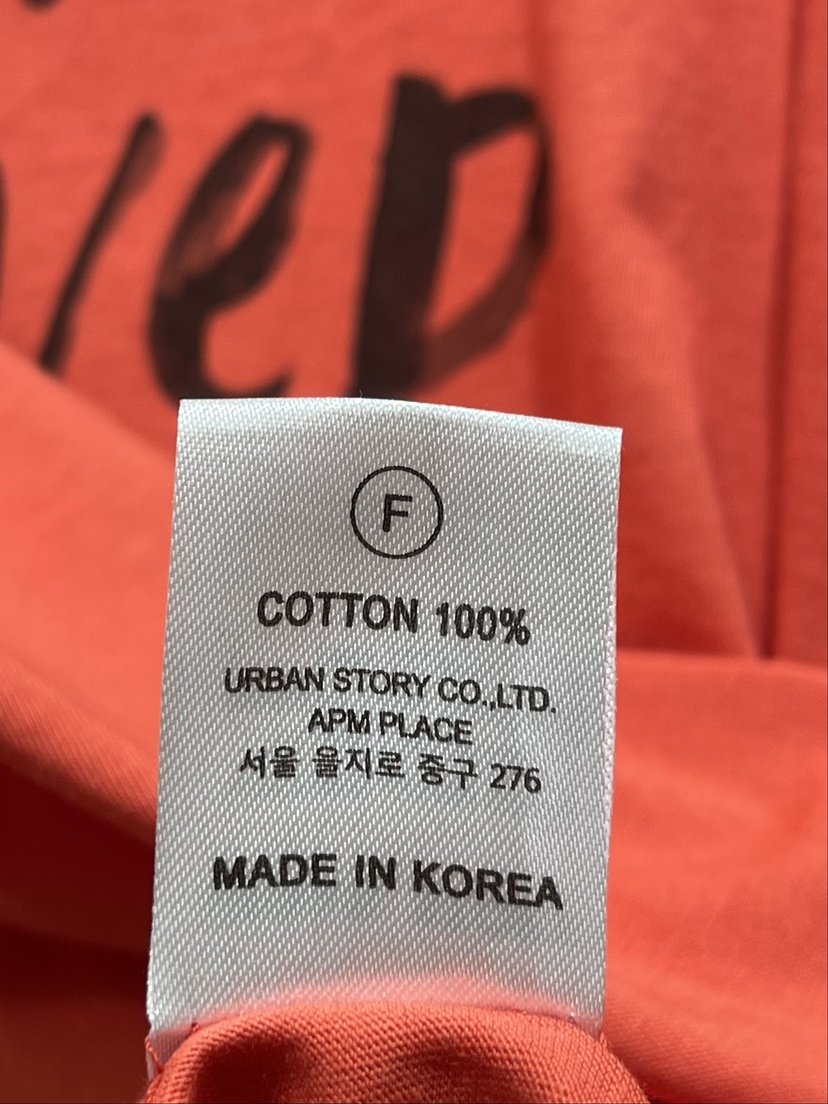 F
COTTON 100%
URBAN STORY CO.,LTD.
APM PLACE
서울 을지로 중구 276
MADE IN KOREA